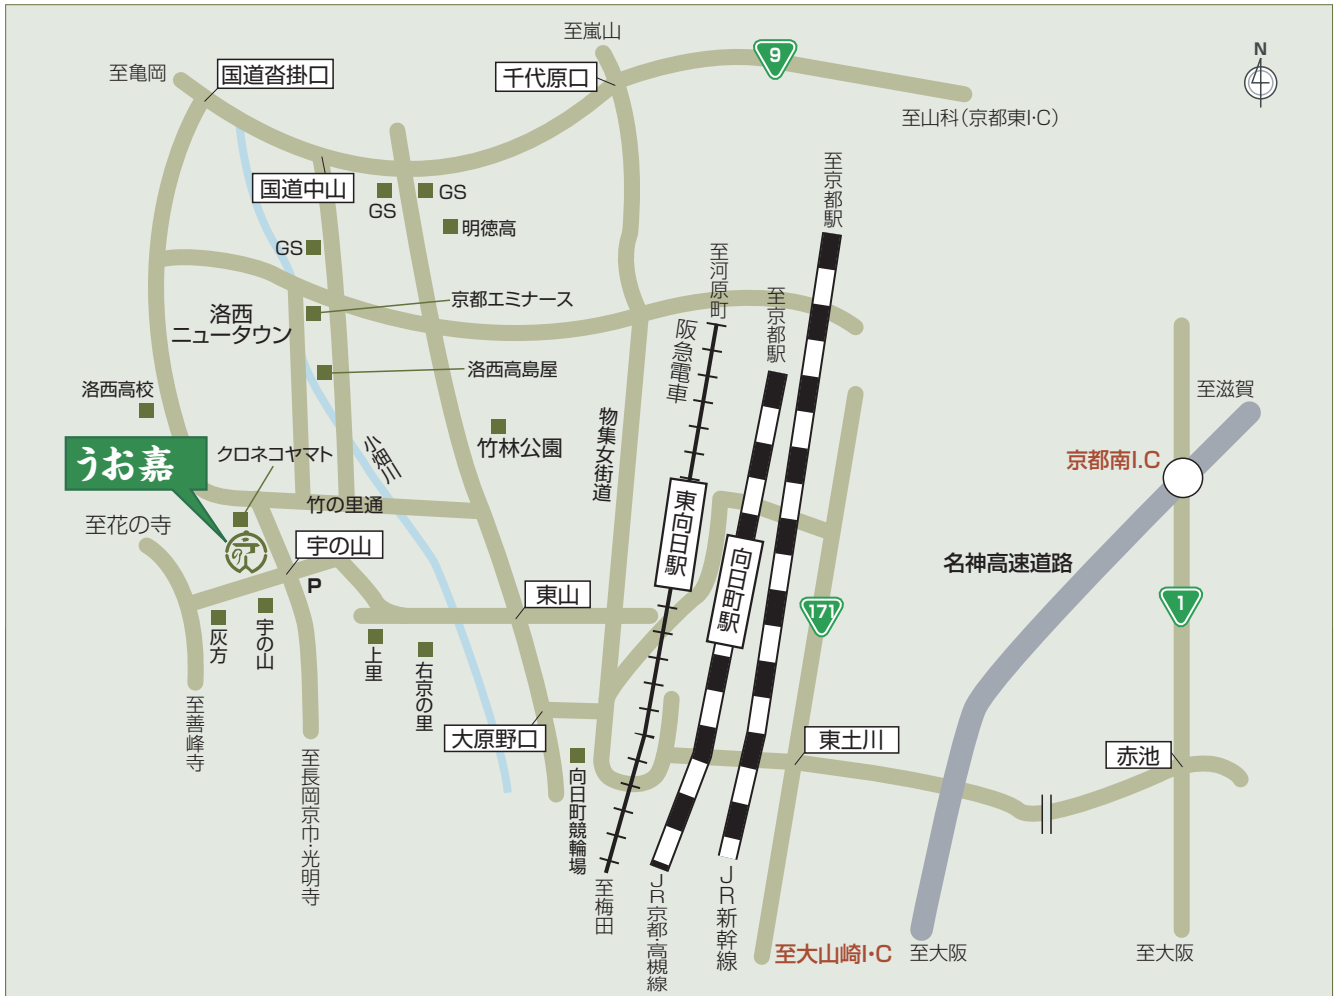 至嵐山
9
N
至亀岡
国道沓掛口
千代原口
至山科(京都東I・C)
至京都駅
国道中山
GS
GS
明徳高
GS
至河原町
至京都駅
洛西
ニュータウン
京都エミナース
阪急電車
洛西高島屋
洛西高校
至滋賀
竹林公園
物集女街道
うお嘉
クロネコヤマト
小畑川
京都南I.C
竹の里通
至花の寺
東向日駅
宇の山
向日町駅
名神高速道路
P
東山
171
1
灰方
宇の山
上里
右京の里
至善峰寺
大原野口
東土川
赤池
至長岡京市・光明寺
向日町競輪場
至梅田
JR京都・高槻線
JR新幹線
至大山崎I・C
至大阪
至大阪